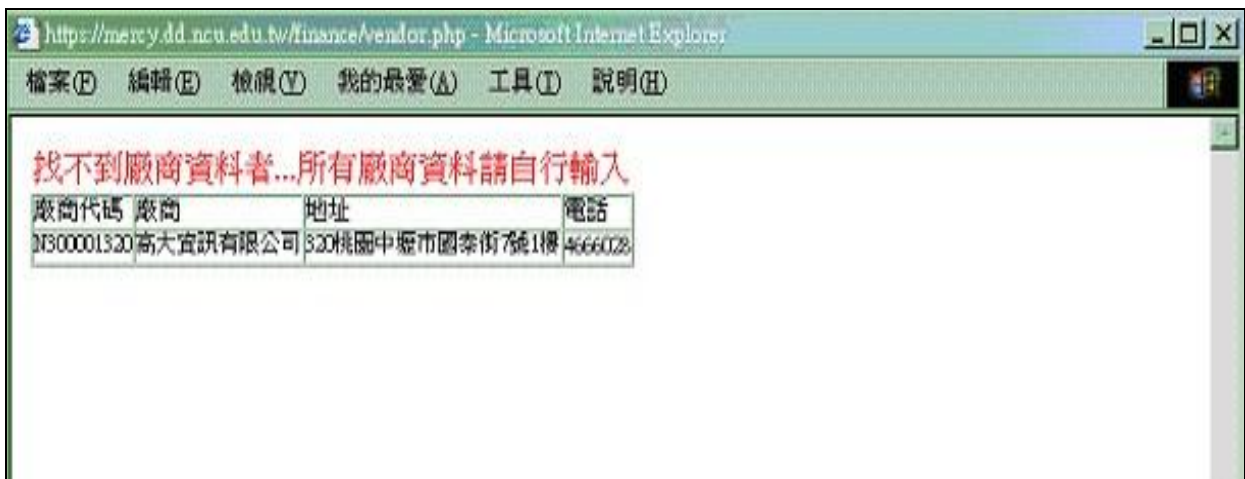 https://mercy.dd.ncu.edu.tw/finance/vendor.php - Microsoft Internet Explorer
檔案(F) 編輯(E) 檢視(V) 我的最愛(A) 工具(T) 說明(H)
找不到廠商資料者...所有廠商資料請自行輸入
廠商代碼 廠商 地址 電話
N300001320 高大資訊有限公司 320桃園中壢市國泰街7號1樓 4666028